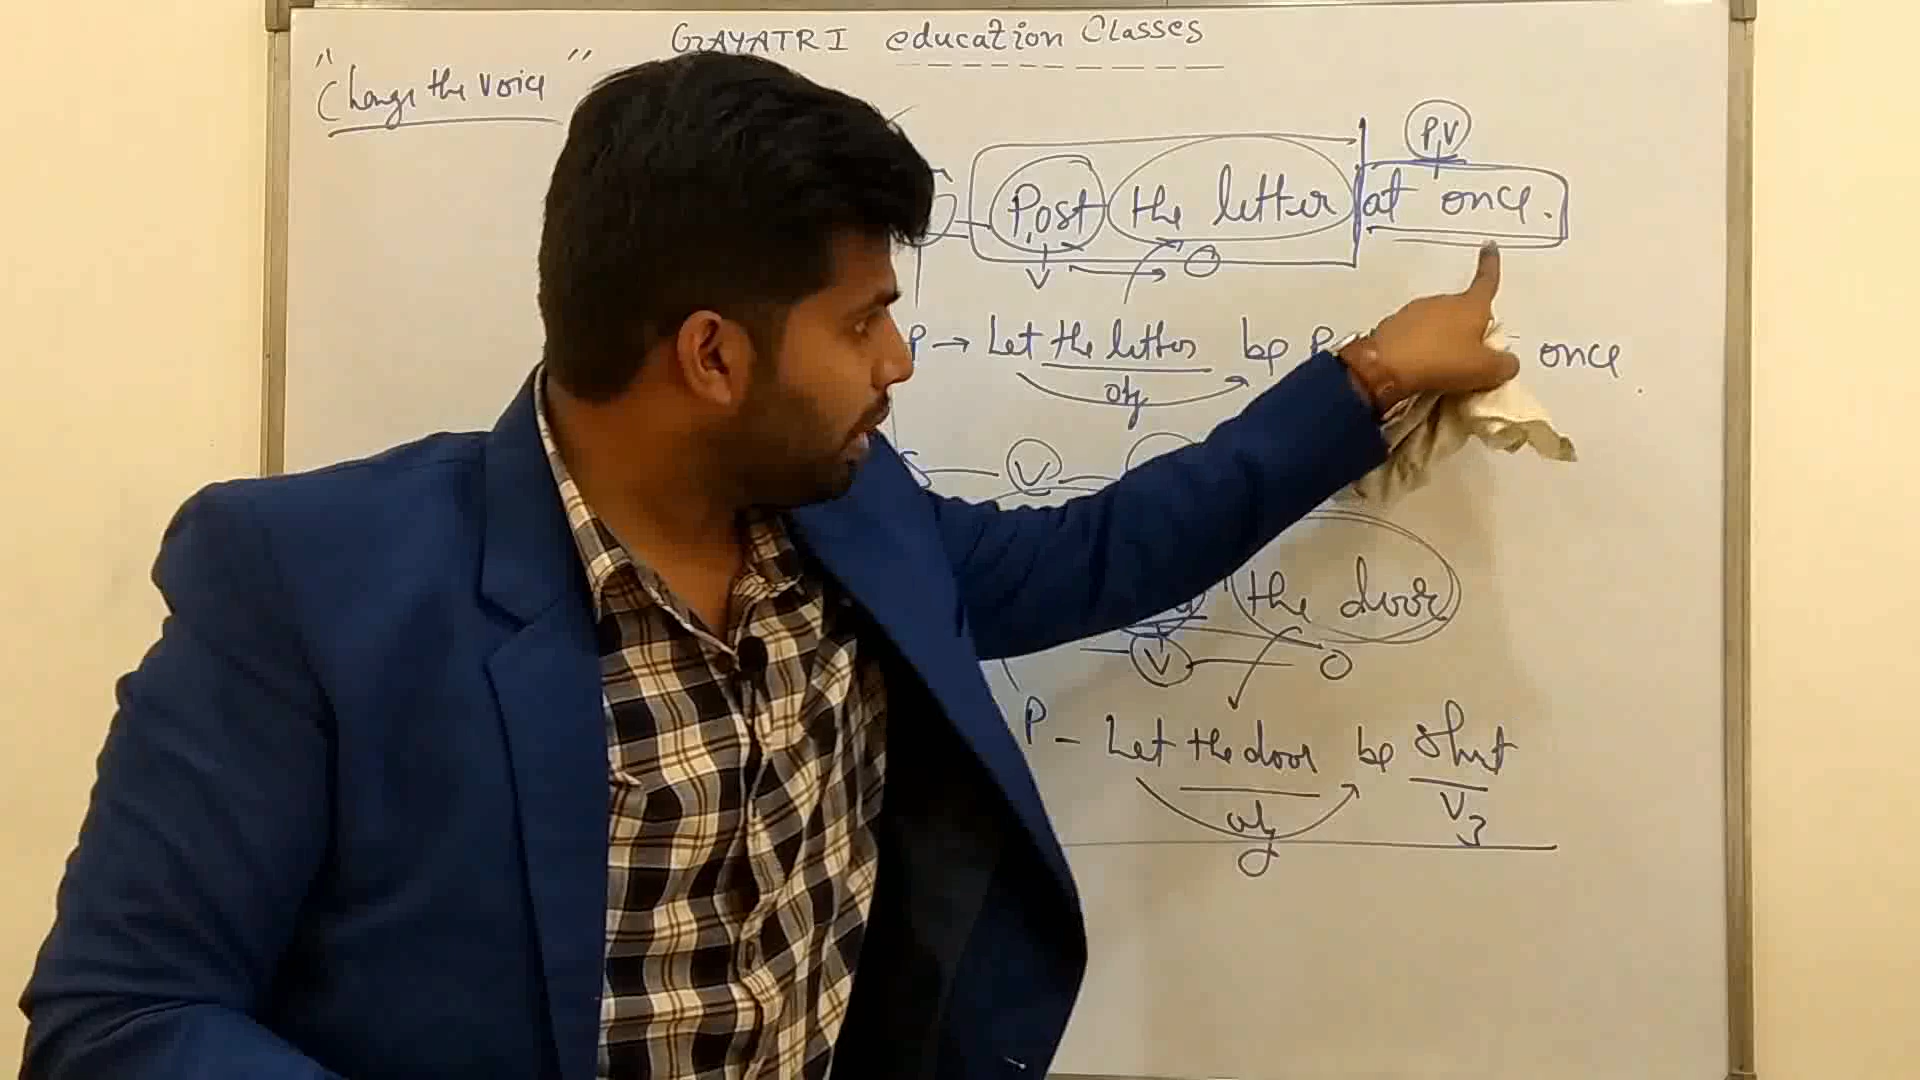 GAYATRI education Classes
"Change the voice"
PV
Post the letter at once.
V O
P → Let the letter be once.
obj
V
the door
V O
P - Let the door be shut
obj V3